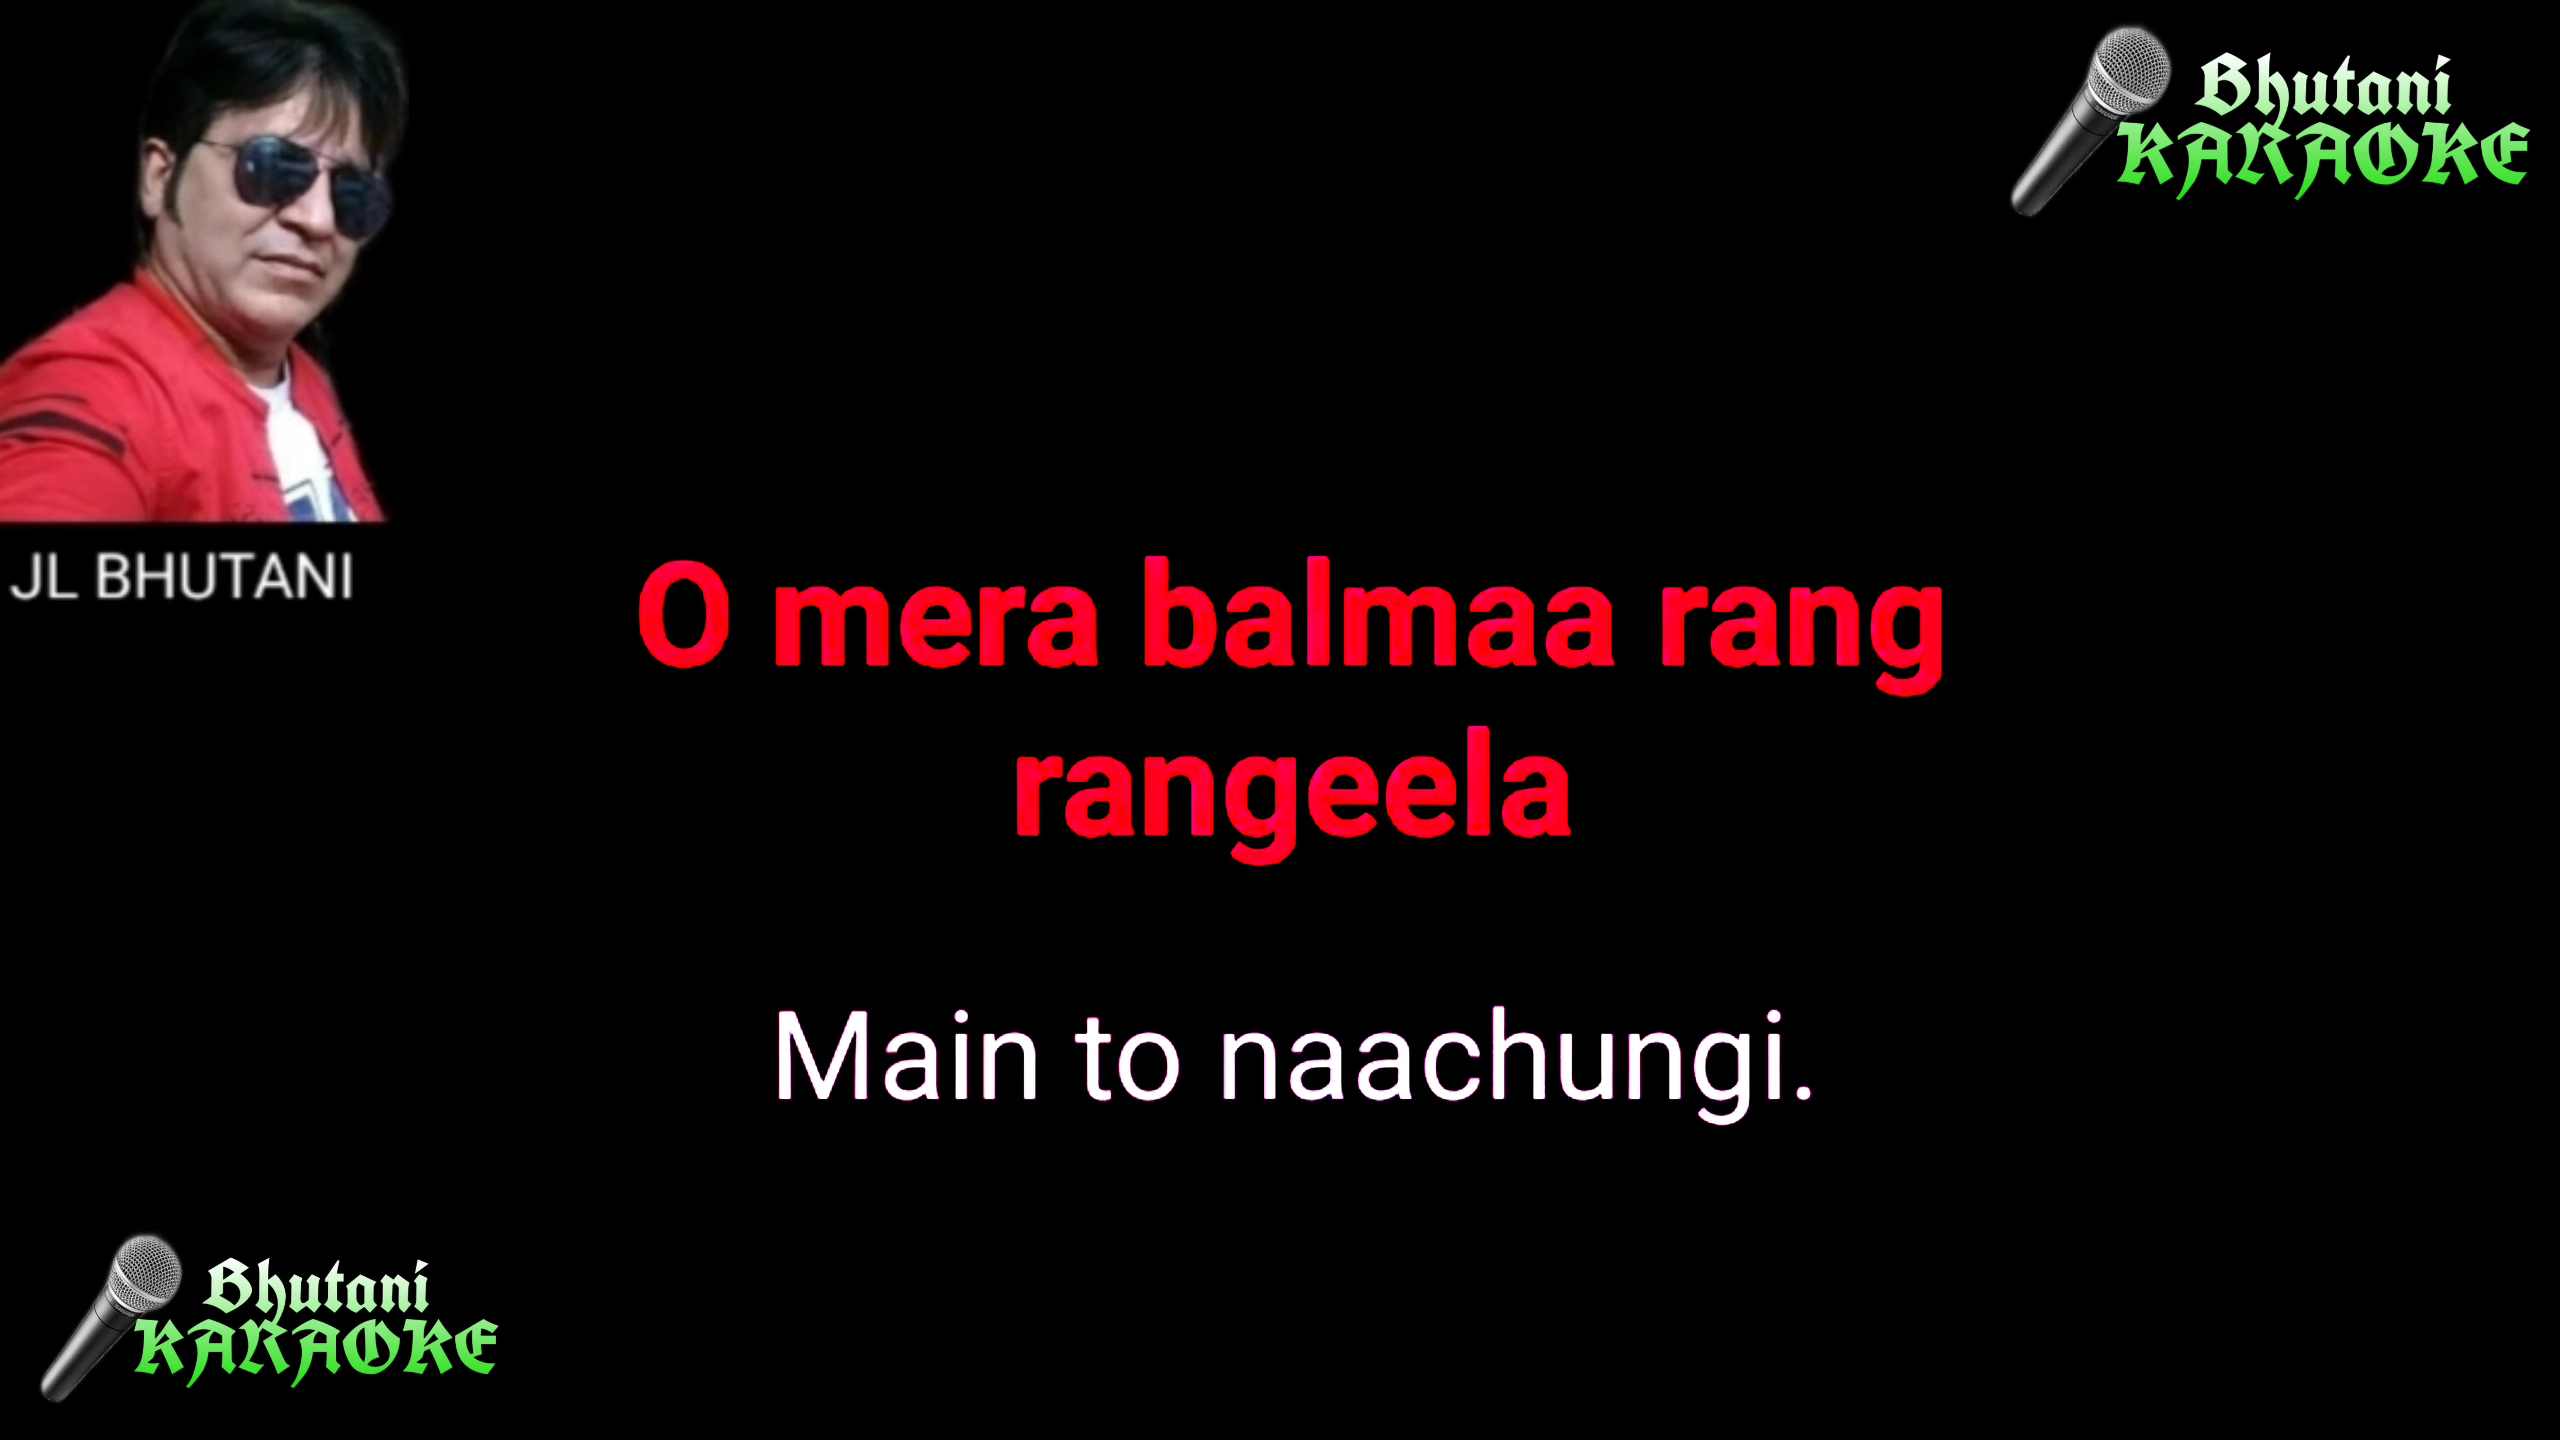 Bhutani
KARAOKE
JL BHUTANI
O mera balmaa rang
rangeela
Main to naachungi.
Bhutani
KARAOKE